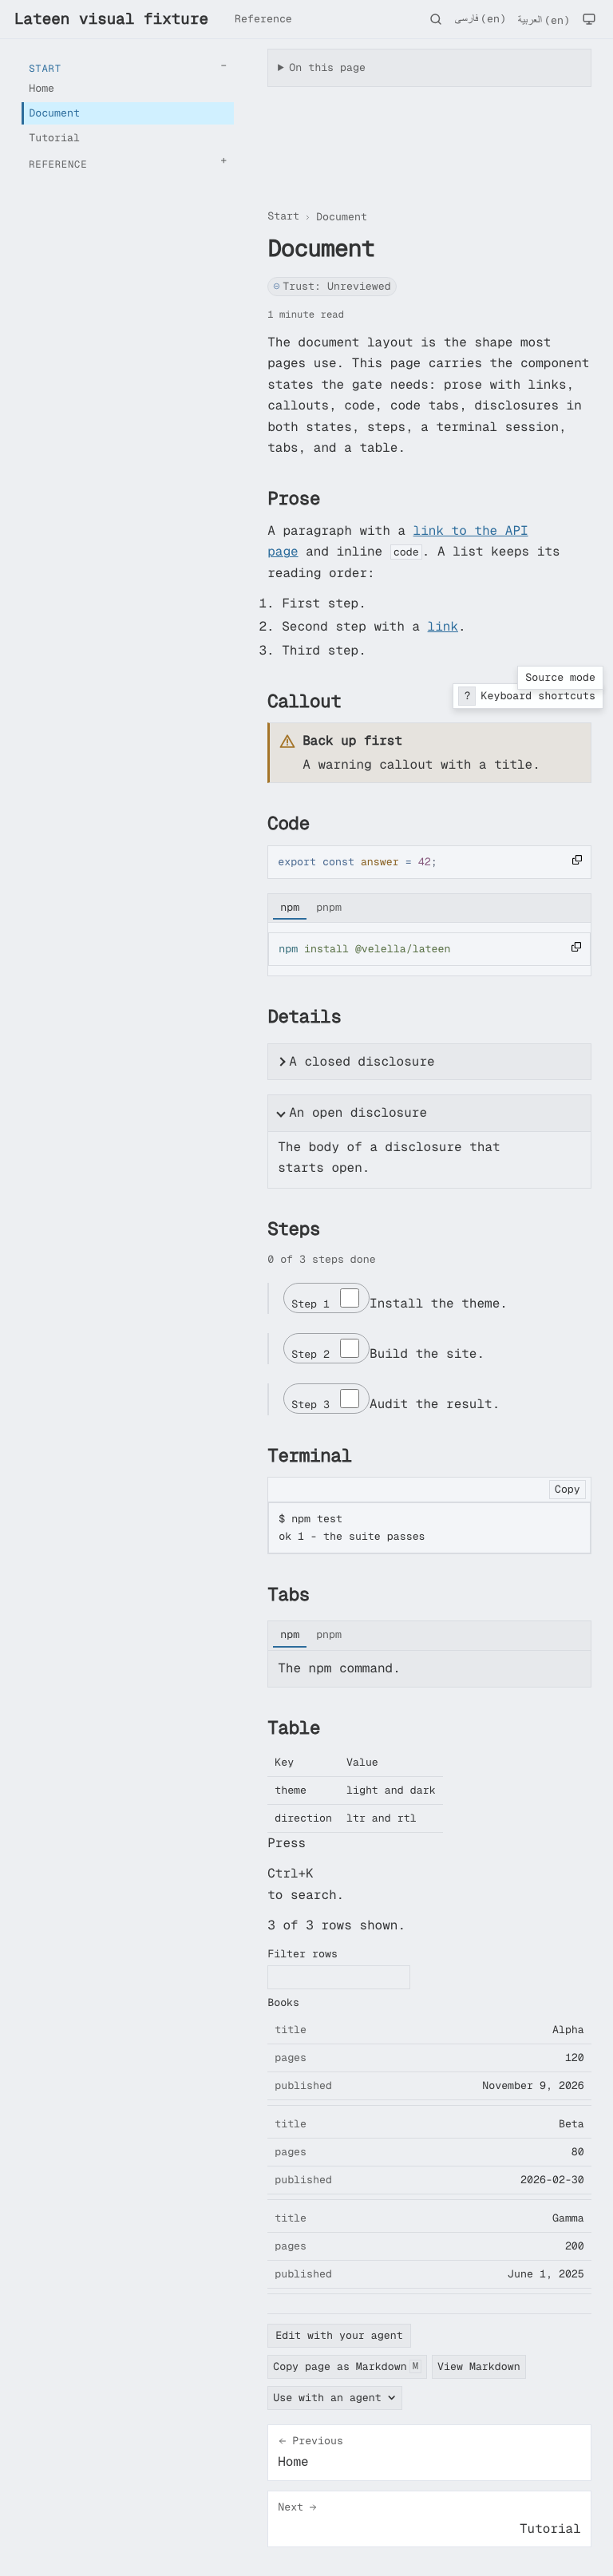 Lateen visual fixture
Reference
فارسی (en)
العربية (en)
START
−
Home
Document
Tutorial
REFERENCE
+
▶ On this page
Start › Document
Document
Trust: Unreviewed
1 minute read
The document layout is the shape most
pages use. This page carries the component
states the gate needs: prose with links,
callouts, code, code tabs, disclosures in
both states, steps, a terminal session,
tabs, and a table.
Prose
A paragraph with a link to the API
page and inline code. A list keeps its
reading order:
1. First step.
2. Second step with a link.
3. Third step.
Source mode
? Keyboard shortcuts
Callout
Back up first
A warning callout with a title.
Code
export const answer = 42;
npm pnpm
npm install @velella/lateen
Details
A closed disclosure
An open disclosure
The body of a disclosure that
starts open.
Steps
0 of 3 steps done
Step 1 Install the theme.
Step 2 Build the site.
Step 3 Audit the result.
Terminal
Copy
$ npm test
ok 1 - the suite passes
Tabs
npm pnpm
The npm command.
Table
Key Value
theme light and dark
direction ltr and rtl
Press
Ctrl+K
to search.
3 of 3 rows shown.
Filter rows
Books
title Alpha
pages 120
published November 9, 2026
title Beta
pages 80
published 2026-02-30
title Gamma
pages 200
published June 1, 2025
Edit with your agent
Copy page as Markdown M View Markdown
Use with an agent
← Previous
Home
Next →
Tutorial